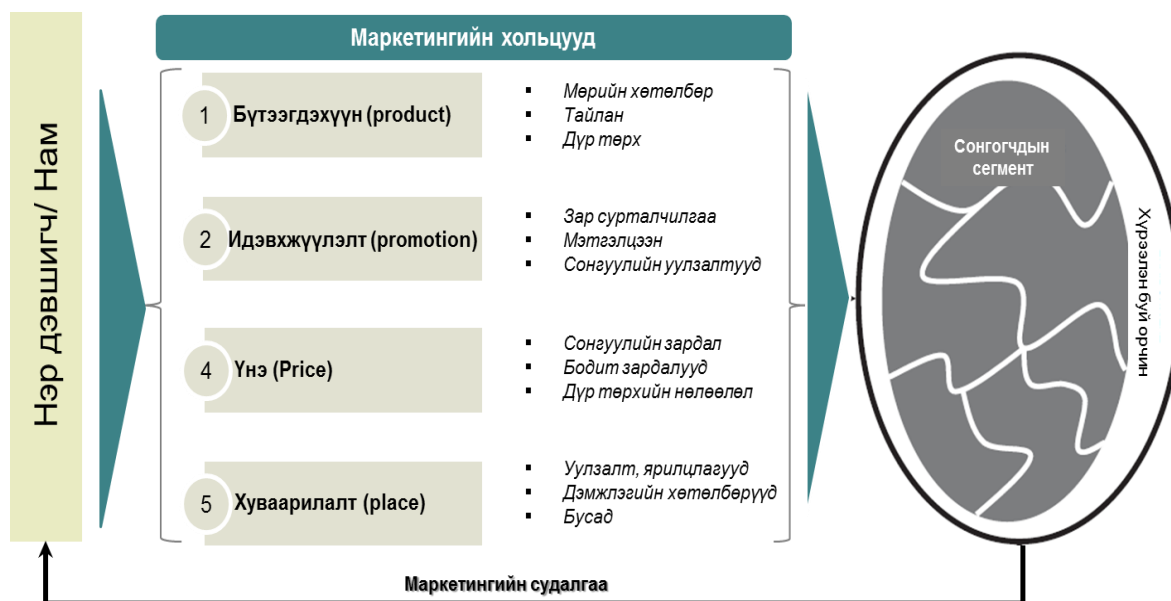 Маркетингийн хольцууд
Нэр дэвшигч/ Нам
1 Бүтээгдэхүүн (product)
▪ Мөрийн хөтөлбөр
▪ Тайлан
▪ Дүр төрх
2 Идэвхжүүлэлт (promotion)
▪ Зар сурталчилгаа
▪ Мэтгэлцээн
▪ Сонгуулийн уулзалтууд
4 Үнэ (Price)
▪ Сонгуулийн зардал
▪ Бодит зардалууд
▪ Дүр төрхийн нөлөөлөл
5 Хуваарилалт (place)
▪ Уулзалт, ярилцлагууд
▪ Дэмжлэгийн хөтөлбөрүүд
▪ Бусад
Сонгогчдын
сегмент
Хүрээлэн буй орчин
Маркетингийн судалгаа